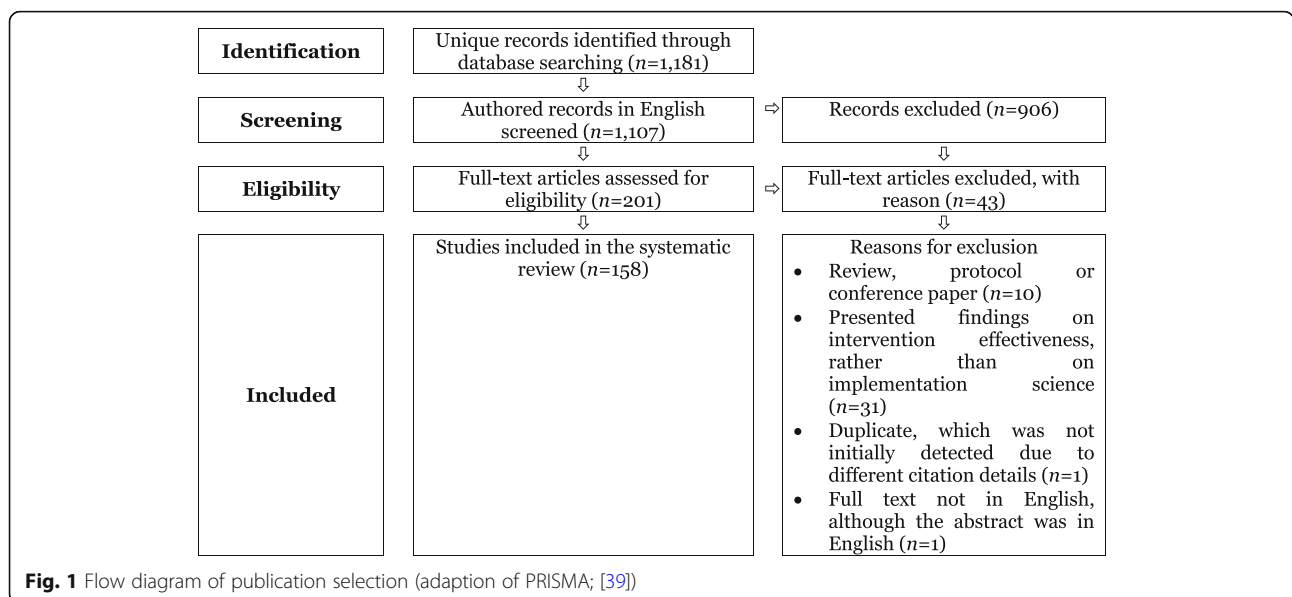 Identification
Unique records identified through
database searching (n=1,181)
⇩
Screening
Authored records in English
screened (n=1,107)
⇨
Records excluded (n=906)
⇩
⇩
Eligibility
Full-text articles assessed for
eligibility (n=201)
⇨
Full-text articles excluded, with
reason (n=43)
⇩
⇩
Included
Studies included in the systematic
review (n=158)
Reasons for exclusion
• Review, protocol or
conference paper (n=10)
• Presented findings on
intervention effectiveness,
rather than on
implementation science
(n=31)
• Duplicate, which was not
initially detected due to
different citation details (n=1)
• Full text not in English,
although the abstract was in
English (n=1)
Fig. 1 Flow diagram of publication selection (adaption of PRISMA; [39])